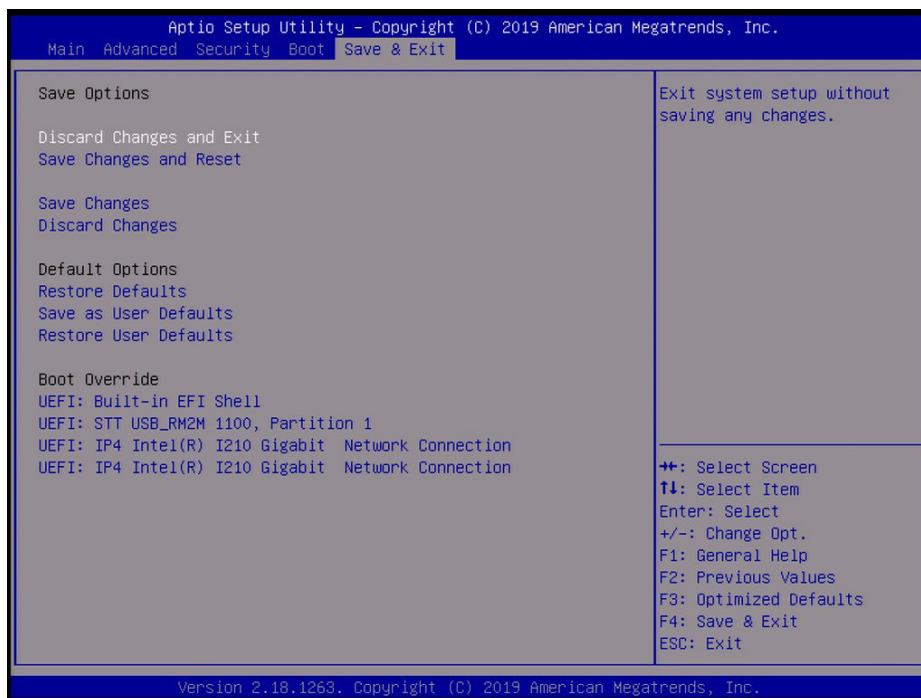 Aptio Setup Utility – Copyright (C) 2019 American Megatrends, Inc.
Main Advanced Security Boot Save & Exit
Save Options
Discard Changes and Exit
Save Changes and Reset
Save Changes
Discard Changes
Default Options
Restore Defaults
Save as User Defaults
Restore User Defaults
Boot Override
UEFI: Built-in EFI Shell
UEFI: STT USB_RM2M 1100, Partition 1
UEFI: IP4 Intel(R) I210 Gigabit  Network Connection
UEFI: IP4 Intel(R) I210 Gigabit  Network Connection
Exit system setup without
saving any changes.
→←: Select Screen
↑↓: Select Item
Enter: Select
+/-: Change Opt.
F1: General Help
F2: Previous Values
F3: Optimized Defaults
F4: Save & Exit
ESC: Exit
Version 2.18.1263. Copyright (C) 2019 American Megatrends, Inc.